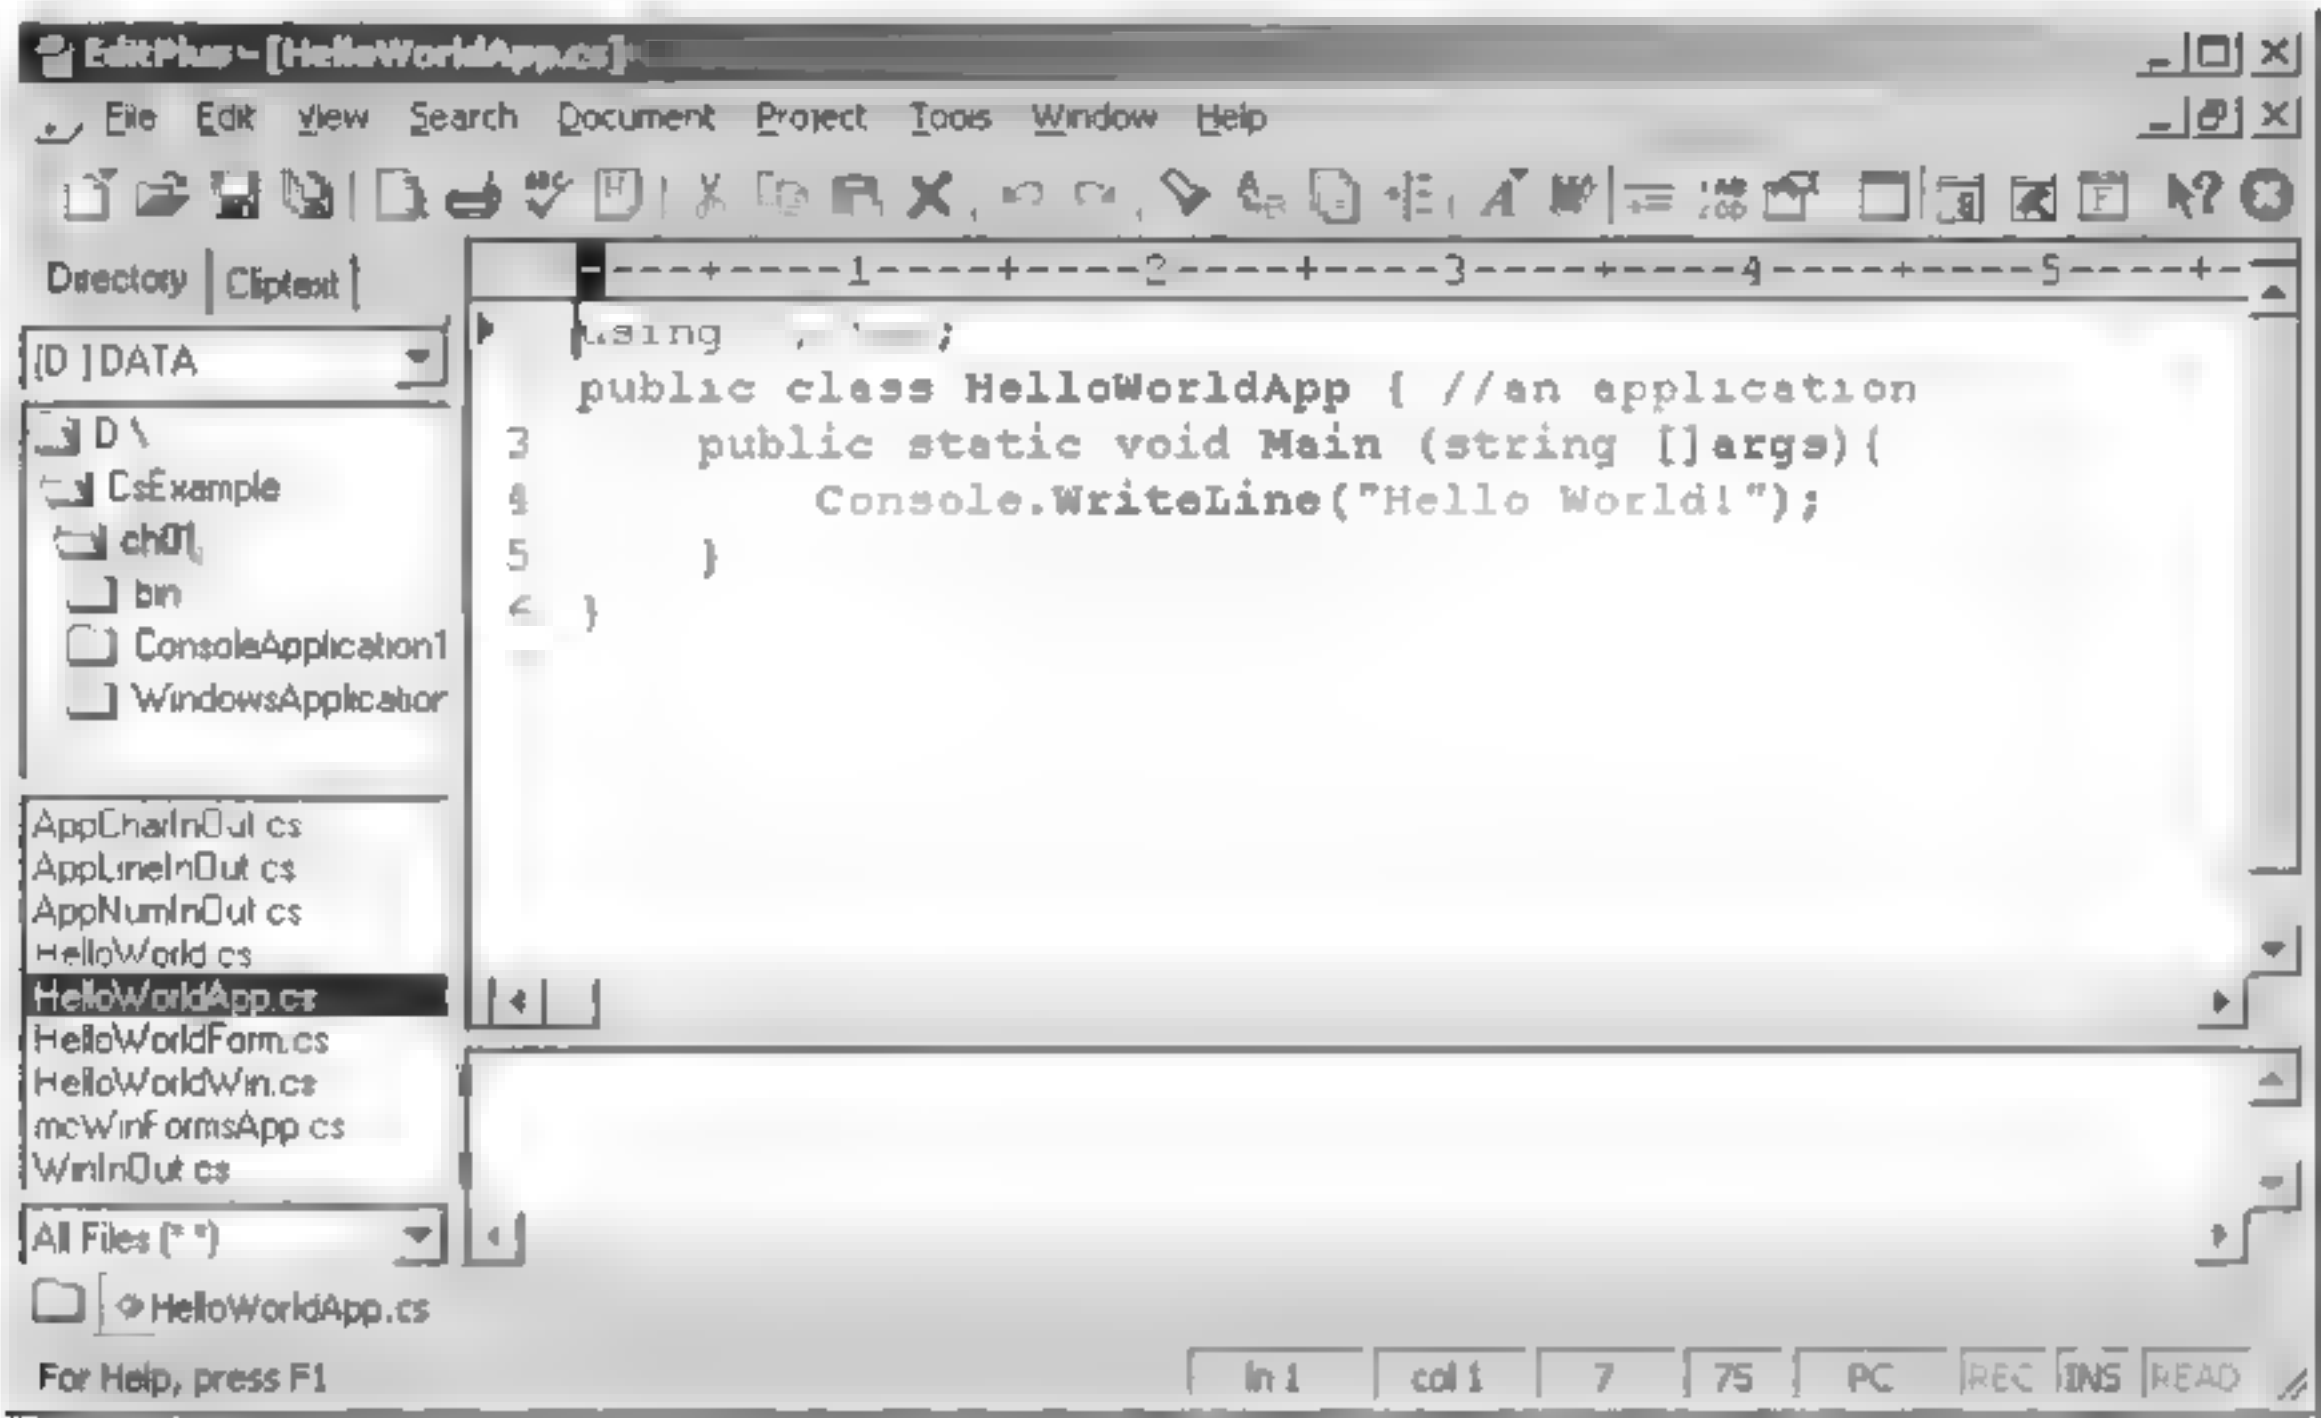 EditPlus - [HelloWorldApp.cs]
File Edit View Search Document Project Tools Window Help
Directory Cliptext
----+----1----+----2----+----3----+----4----+----5----+--
[D ] DATA
D \
CsExample
ch01
bin
ConsoleApplication1
WindowsApplication
AppCharInOut cs
AppLineInOut cs
AppNumInOut cs
HelloWorld cs
HelloWorldApp.cs
HelloWorldForm.cs
HelloWorldWin.cs
mcWinFormsApp cs
WinInOut cs
All Files (* *)
using ;
public class HelloWorldApp { //an application
3 public static void Main (string []args){
4 Console.WriteLine("Hello World!");
5 }
6 }
HelloWorldApp.cs
For Help, press F1 ln 1 col 1 7 75 PC REC INS READ